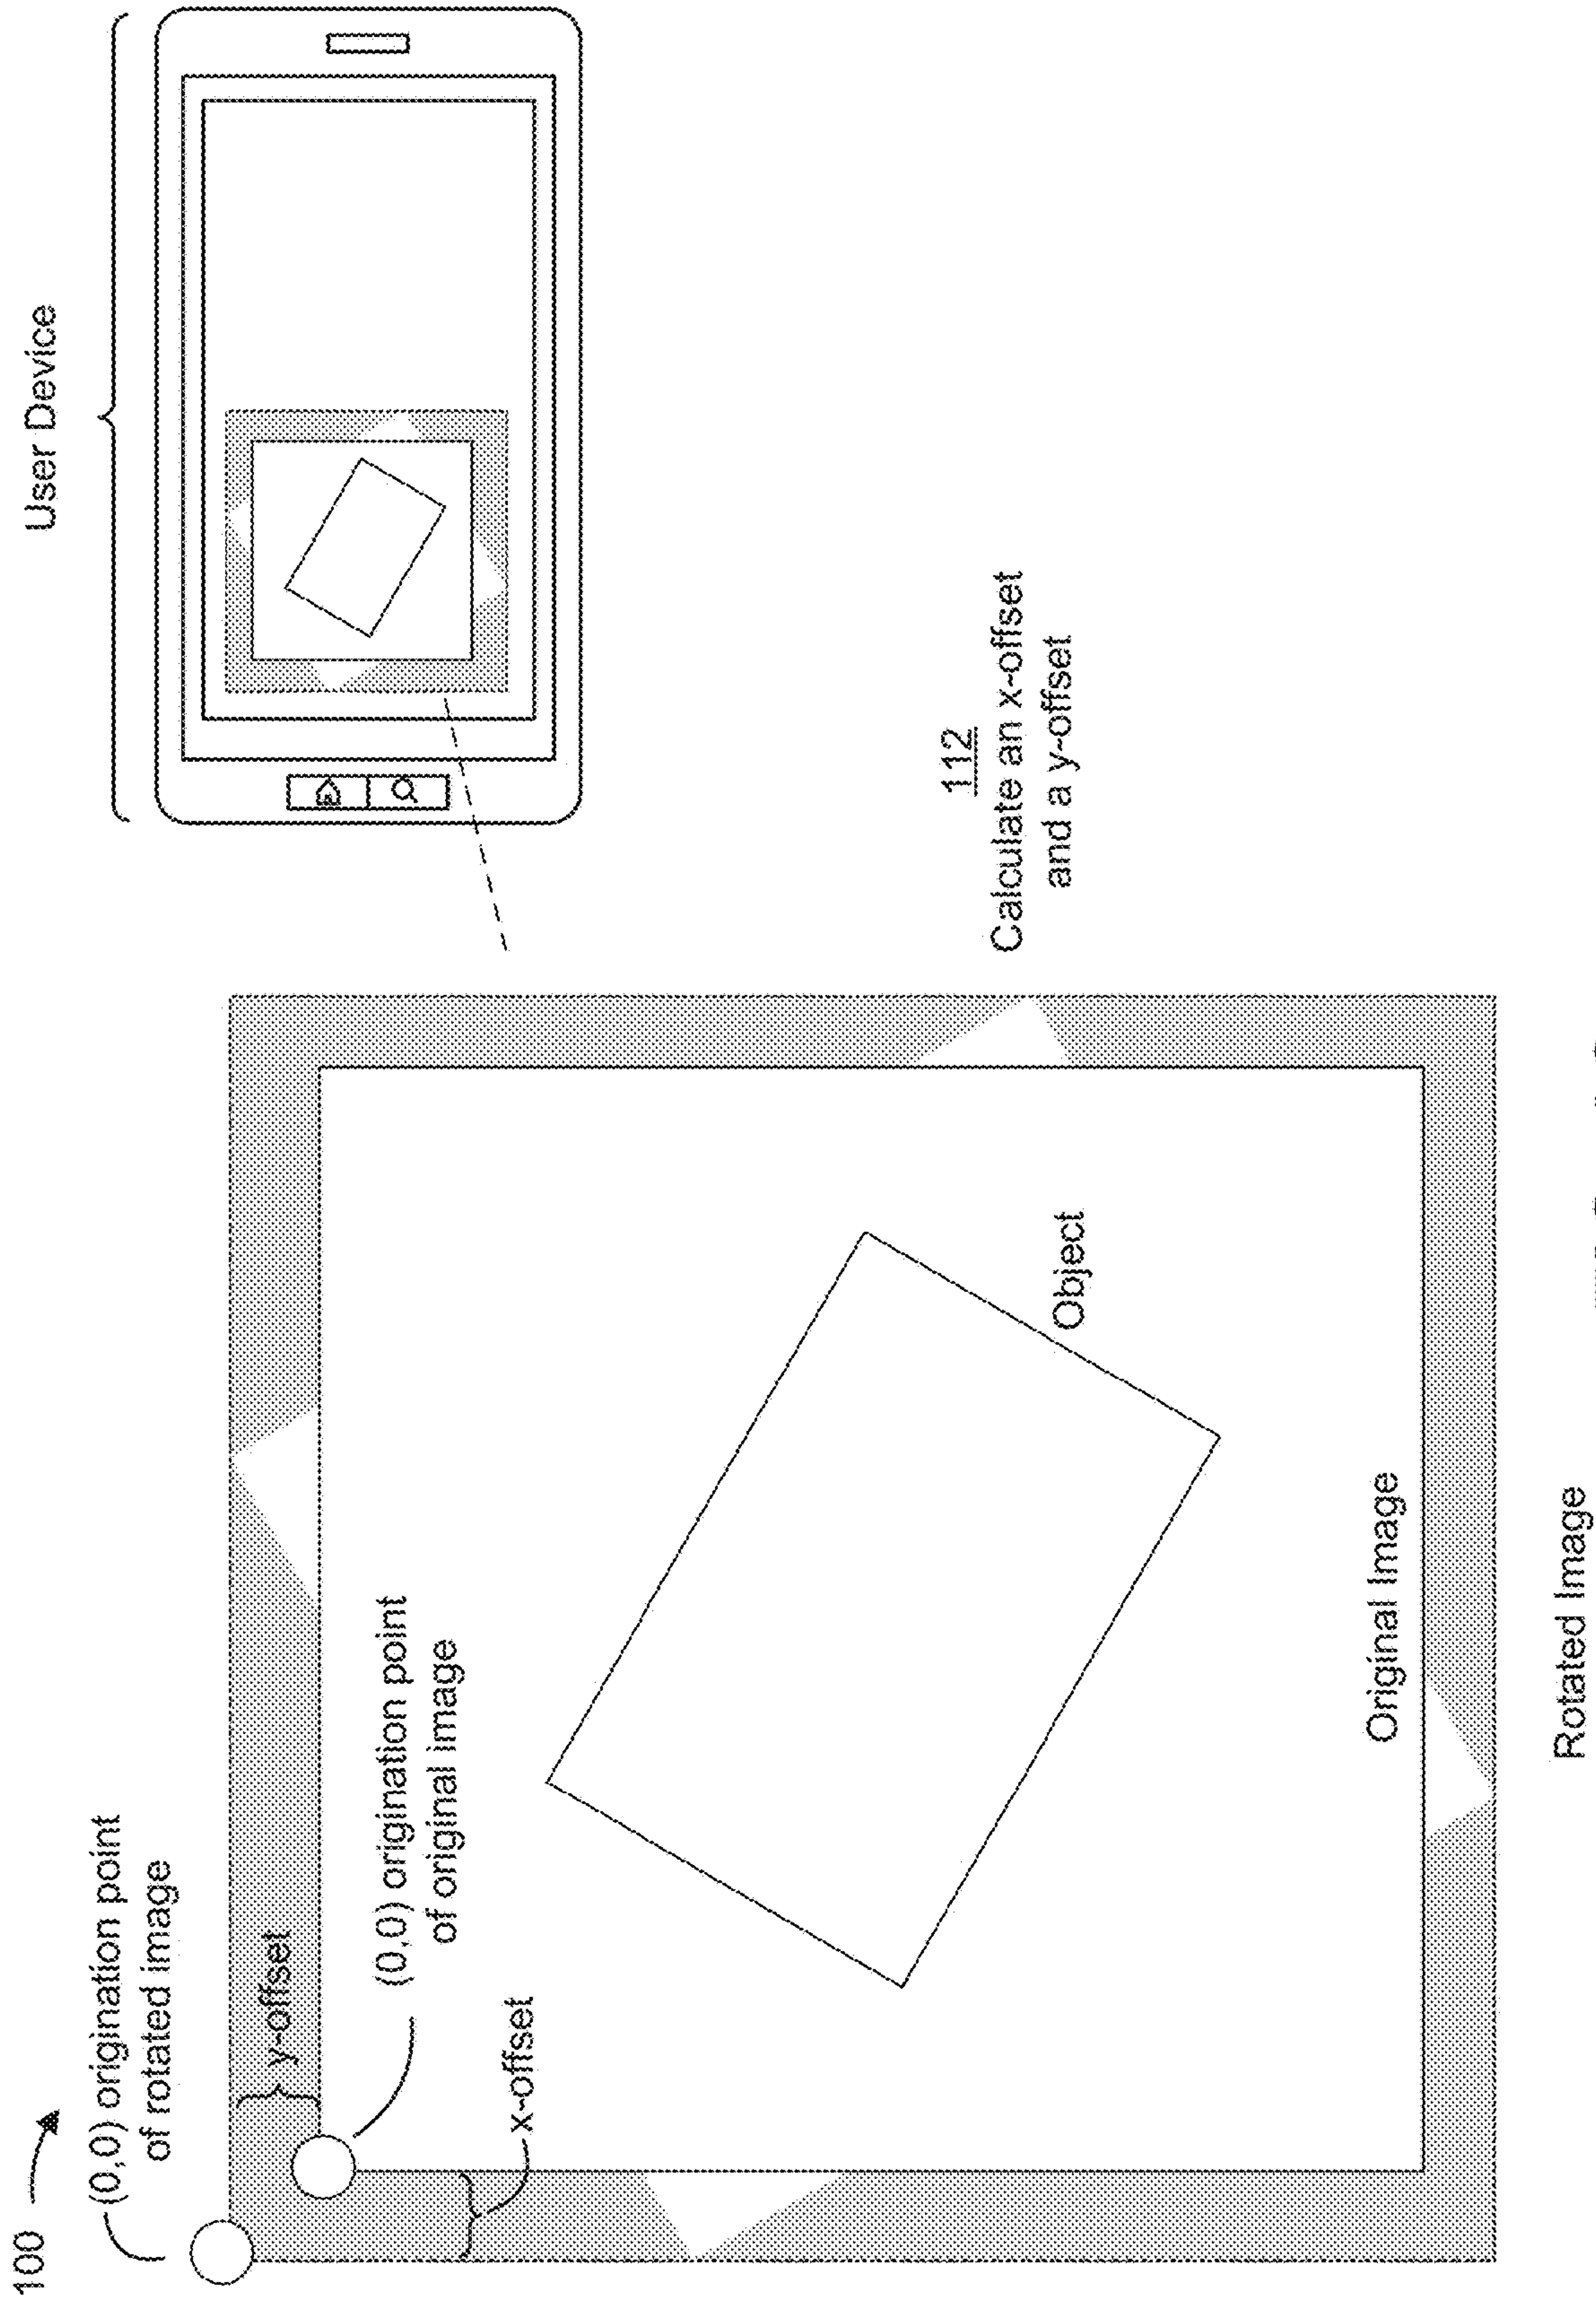 100
(0,0) origination point
of rotated image
y-offset
(0,0) origination point
of original image
x-offset
Object
Original Image
Rotated Image
User Device
112
Calculate an x-offset
and a y-offset